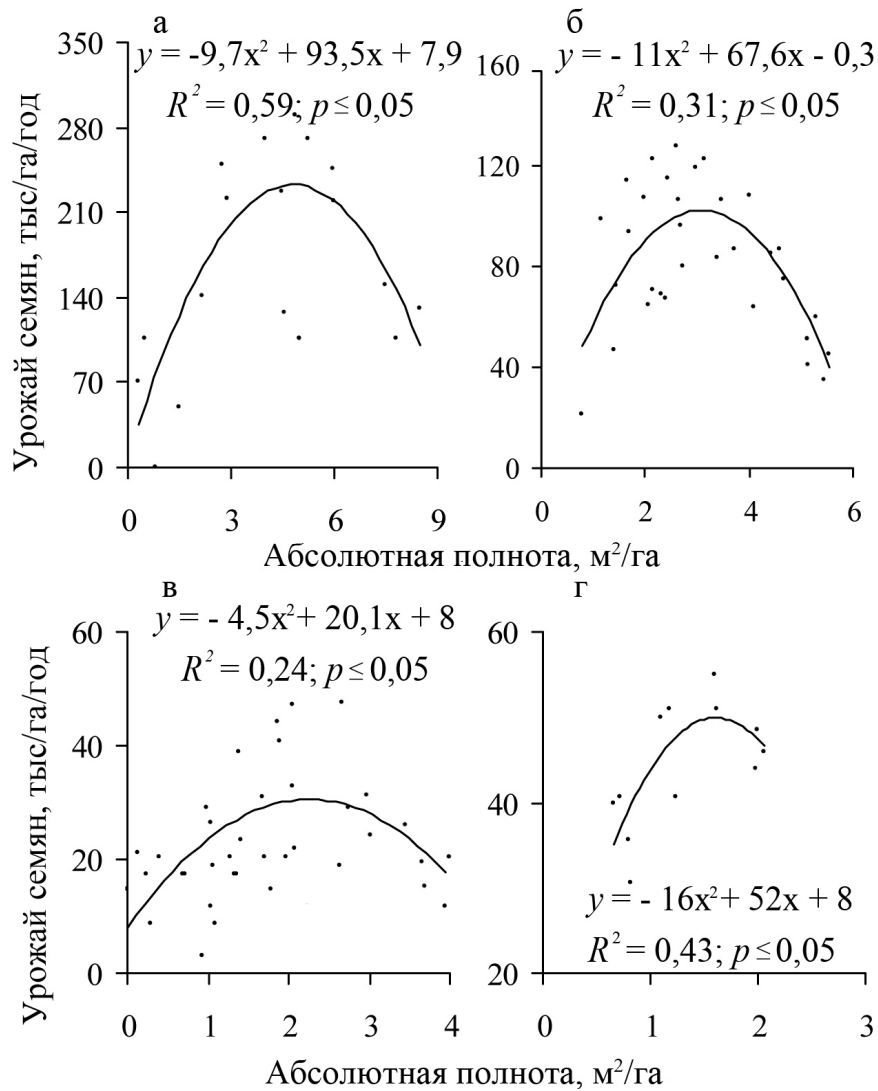 а
y = -9,7x² + 93,5x + 7,9
R² = 0,59; p ≤ 0,05
Урожай семян, тыс/га/год
350
280
210
140
70
0
0 3 6 9
б
y = - 11x² + 67,6x - 0,3
R² = 0,31; p ≤ 0,05
160
120
80
40
0
0 2 4 6
Абсолютная полнота, м²/га
в
y = - 4,5x² + 20,1x + 8
R² = 0,24; p ≤ 0,05
Урожай семян, тыс/га/год
60
40
20
0
0 1 2 3 4
г
60
40
20
y = - 16x² + 52x + 8
R² = 0,43; p ≤ 0,05
0 1 2 3
Абсолютная полнота, м²/га